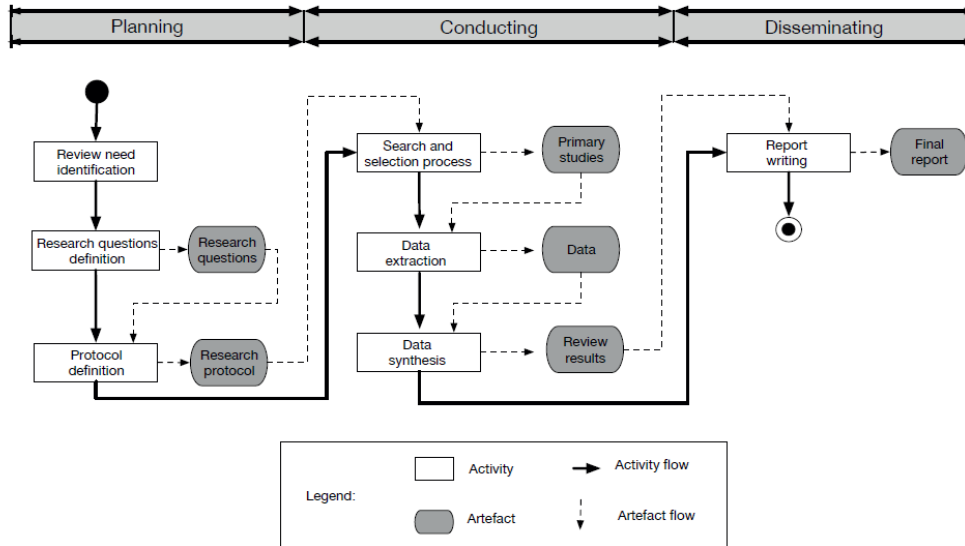 Planning
Conducting
Disseminating
Review need
identification
Research questions
definition
Research
questions
Protocol
definition
Research
protocol
Search and
selection process
Primary
studies
Data
extraction
Data
Data
synthesis
Review
results
Report
writing
Final
report
Legend:
Activity
Activity flow
Artefact
Artefact flow